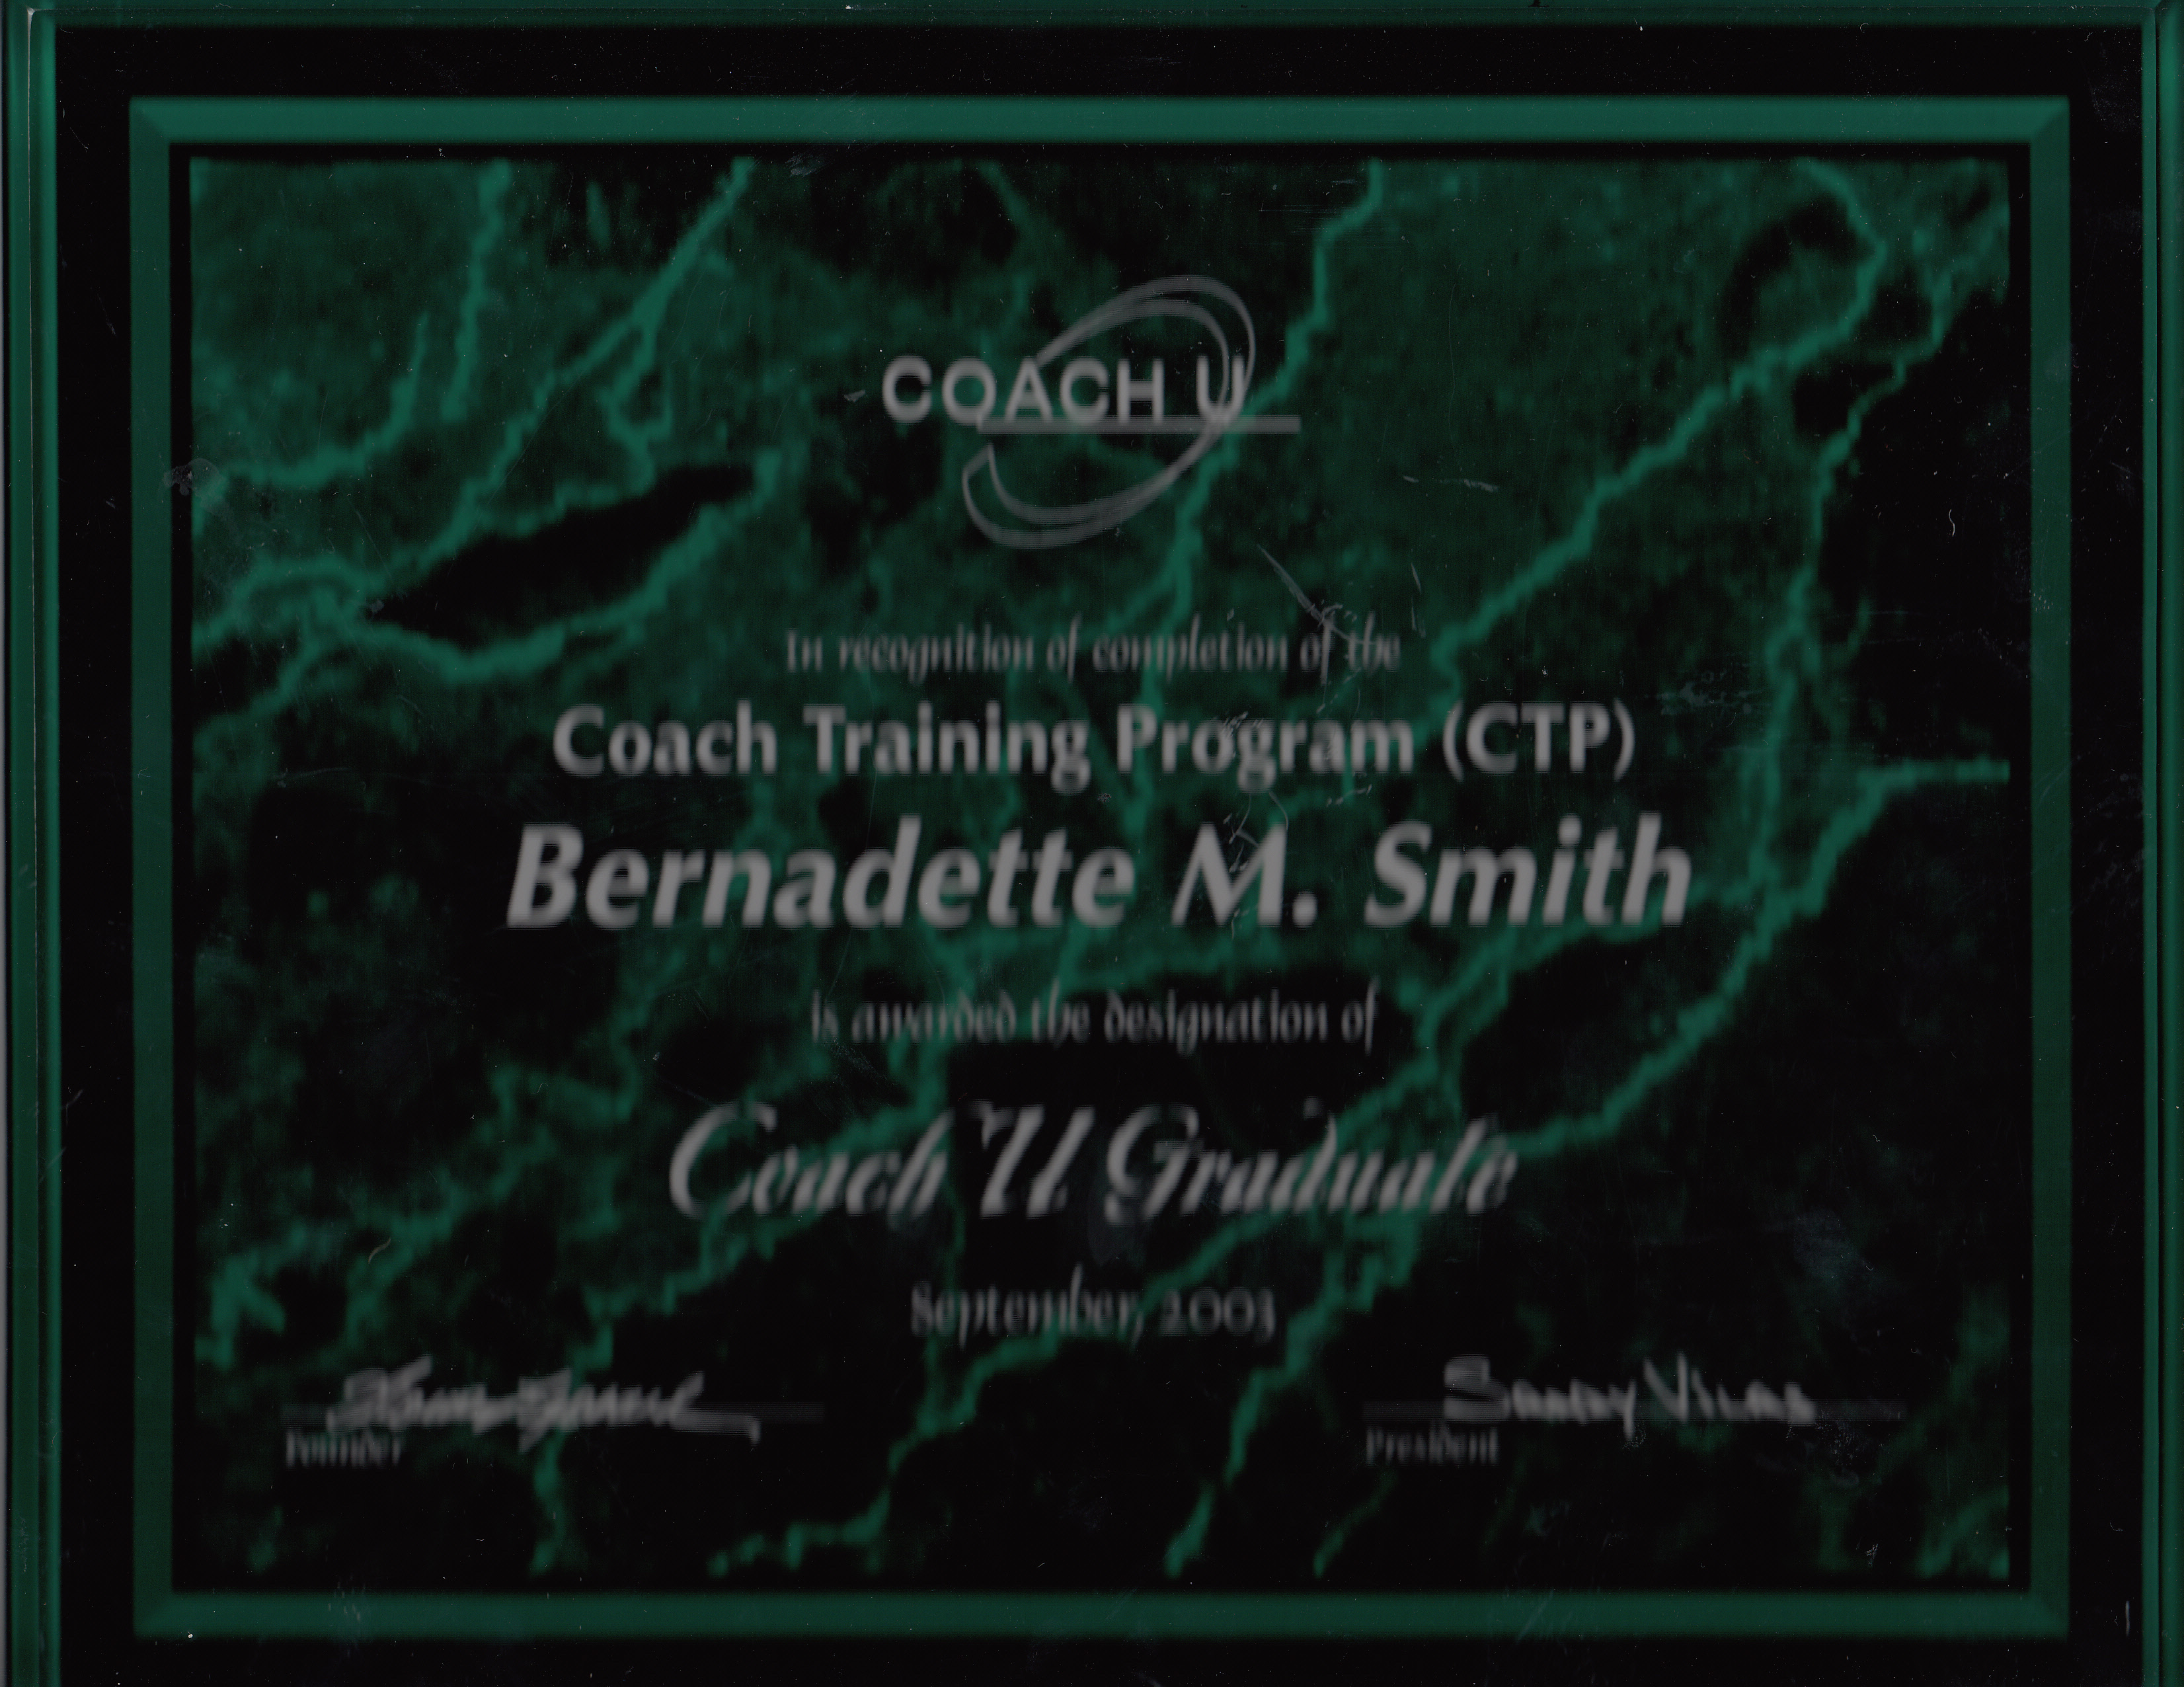 COACH U
In recognition of completion of the
Coach Training Program (CTP)
Bernadette M. Smith
is awarded the designation of
Coach U Graduate
September, 2003
Sandy Vilas
Founder
President